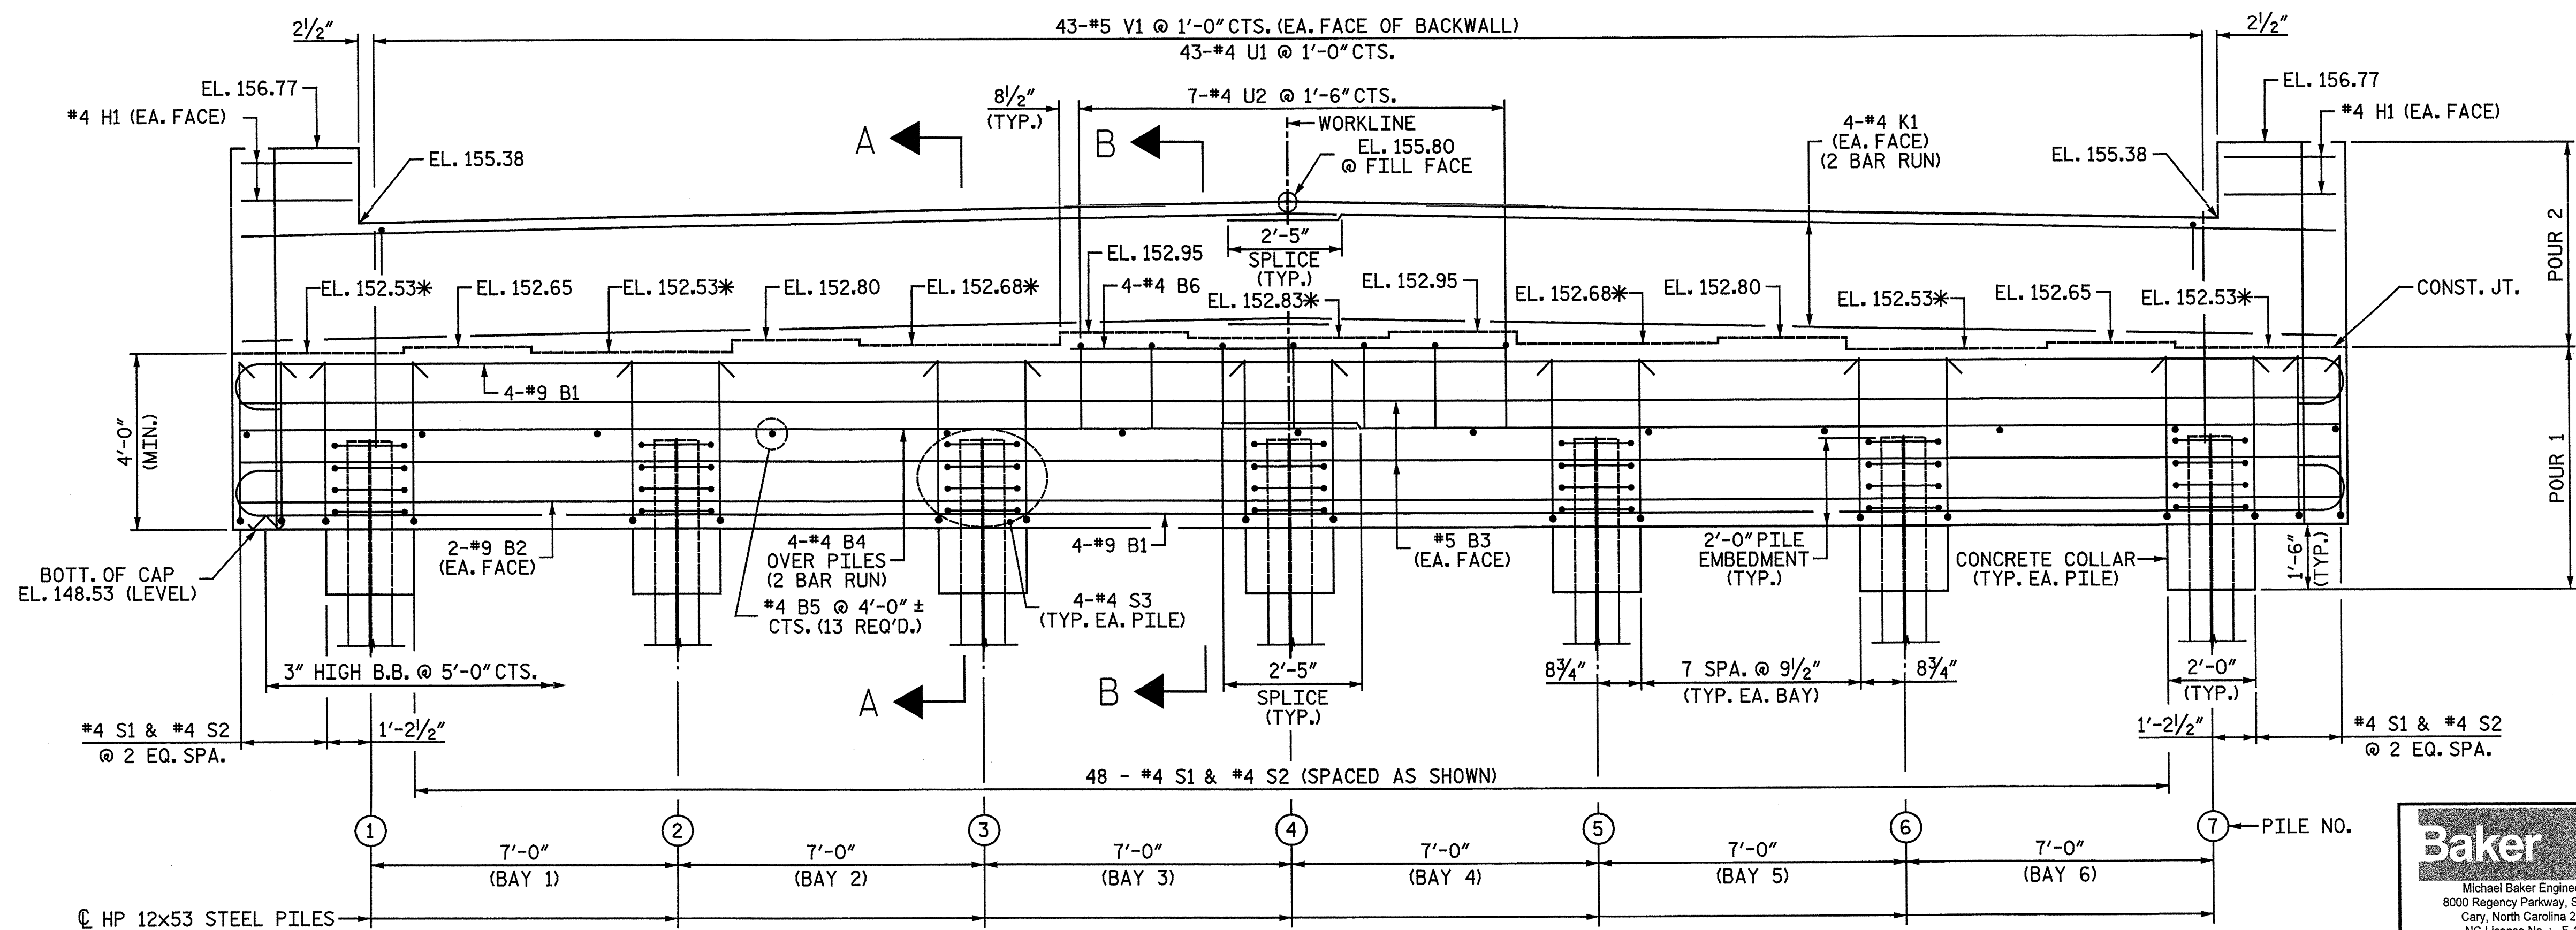 43-#5 V1 @ 1'-0" CTS. (EA. FACE OF BACKWALL)
43-#4 U1 @ 1'-0" CTS.
2½"
2½"
EL. 156.77
#4 H1 (EA. FACE)
EL. 155.38
8½"
(TYP.)
7-#4 U2 @ 1'-6" CTS.
A
B
WORKLINE
EL. 155.80
@ FILL FACE
4-#4 K1
(EA. FACE)
(2 BAR RUN)
EL. 155.38
EL. 156.77
#4 H1 (EA. FACE)
POUR 2
2'-5"
SPLICE
(TYP.)
EL. 152.53*
EL. 152.65
EL. 152.53*
EL. 152.80
EL. 152.68*
EL. 152.95
4-#4 B6
EL. 152.83*
EL. 152.95
EL. 152.68*
EL. 152.80
EL. 152.53*
EL. 152.65
EL. 152.53*
CONST. JT.
4'-0"
(MIN.)
4-#9 B1
POUR 1
BOTT. OF CAP
EL. 148.53 (LEVEL)
2-#9 B2
(EA. FACE)
4-#4 B4
OVER PILES
(2 BAR RUN)
#4 B5 @ 4'-0" ±
CTS. (13 REQ'D.)
4-#9 B1
4-#4 S3
(TYP. EA. PILE)
#5 B3
(EA. FACE)
2'-0" PILE
EMBEDMENT
(TYP.)
CONCRETE COLLAR
(TYP. EA. PILE)
1'-6"
(TYP.)
3" HIGH B.B. @ 5'-0" CTS.
A
B
2'-5"
SPLICE
(TYP.)
8¾"
7 SPA. @ 9½"
(TYP. EA. BAY)
8¾"
2'-0"
(TYP.)
#4 S1 & #4 S2
@ 2 EQ. SPA.
1'-2½"
1'-2½"
#4 S1 & #4 S2
@ 2 EQ. SPA.
48 - #4 S1 & #4 S2 (SPACED AS SHOWN)
1
2
3
4
5
6
7
PILE NO.
7'-0"
(BAY 1)
7'-0"
(BAY 2)
7'-0"
(BAY 3)
7'-0"
(BAY 4)
7'-0"
(BAY 5)
7'-0"
(BAY 6)
℄ HP 12x53 STEEL PILES
Baker
Michael Baker Engine
8000 Regency Parkway, S
Cary, North Carolina 2